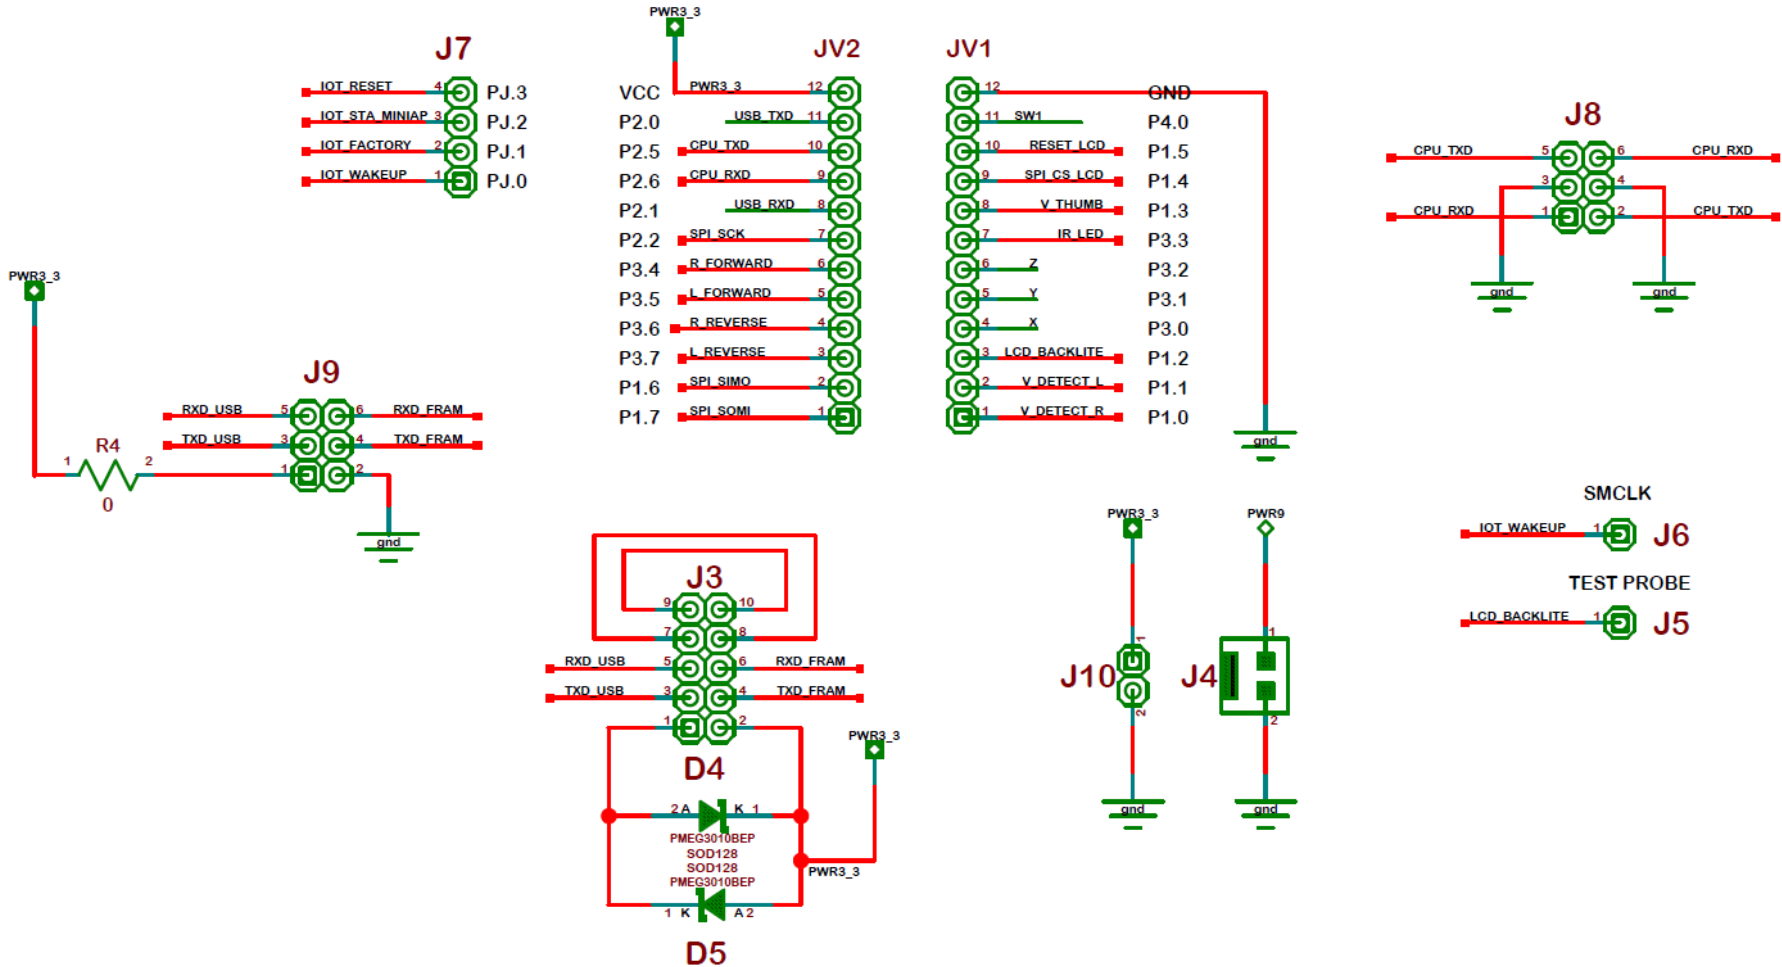 J7
IOT_RESET 4 PJ.3
IOT_STA_MINIAP 3 PJ.2
IOT_FACTORY 2 PJ.1
IOT_WAKEUP 1 PJ.0
PWR3_3
JV2
VCC PWR3_3 12
P2.0 USB_TXD 11
P2.5 CPU_TXD 10
P2.6 CPU_RXD 9
P2.1 USB_RXD 8
P2.2 SPI_SCK 7
P3.4 R_FORWARD 6
P3.5 L_FORWARD 5
P3.6 R_REVERSE 4
P3.7 L_REVERSE 3
P1.6 SPI_SIMO 2
P1.7 SPI_SOMI 1
JV1
12 GND
11 SW1 P4.0
10 RESET_LCD P1.5
9 SPI_CS_LCD P1.4
8 V_THUMB P1.3
7 IR_LED P3.3
6 Z P3.2
5 Y P3.1
4 X P3.0
3 LCD_BACKLITE P1.2
2 V_DETECT_L P1.1
1 V_DETECT_R P1.0
gnd
J8
CPU_TXD 5 6 CPU_RXD
3 4
CPU_RXD 1 2 CPU_TXD
gnd gnd
PWR3_3
J9
RXD_USB 5 6 RXD_FRAM
TXD_USB 3 4 TXD_FRAM
R4
1 2 1 2
0
gnd
J3
9 10
7 8
RXD_USB 5 6 RXD_FRAM
TXD_USB 3 4 TXD_FRAM
1 2
PWR3_3
D4
2 A K 1
PMEG3010BEP
SOD128
SOD128
PWR3_3
PMEG3010BEP
1 K A 2
D5
PWR3_3
1
J10
2
gnd
PWR9
1
J4
2
gnd
SMCLK
IOT_WAKEUP 1 J6
TEST PROBE
LCD_BACKLITE 1 J5